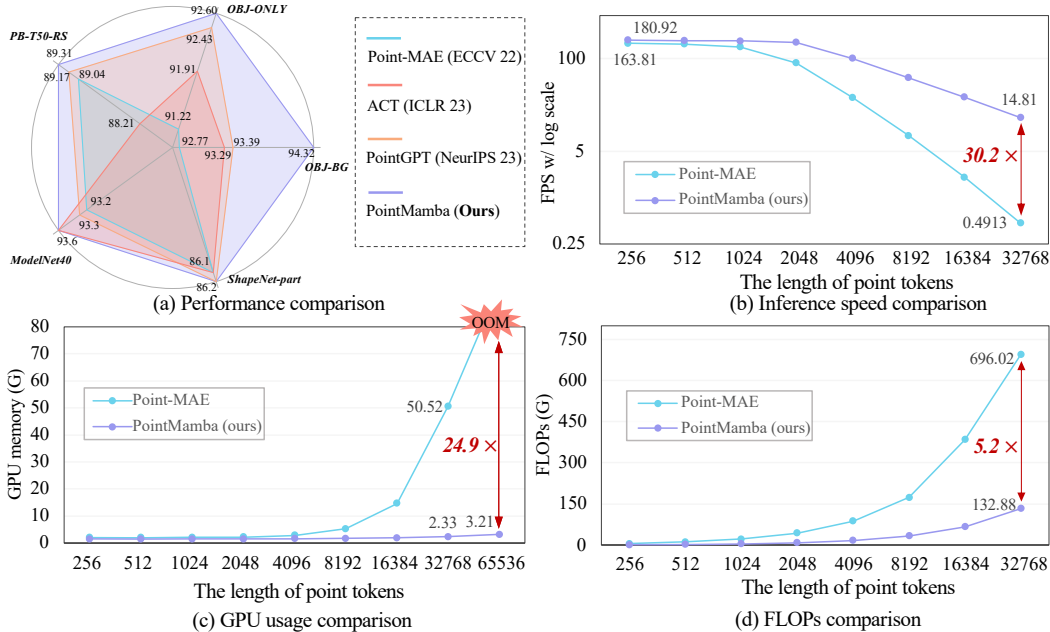 OBJ-ONLY
92.60
92.43
PB-T50-RS
89.31
89.17
89.04
91.91
88.21
91.22
92.77
93.29
93.39
94.32
OBJ-BG
93.2
93.3
93.6
ModelNet40
86.1
86.2
ShapeNet-part
Point-MAE (ECCV 22)
ACT (ICLR 23)
PointGPT (NeurIPS 23)
PointMamba (Ours)
(a) Performance comparison
FPS w/ log scale
100
5
0.25
180.92
163.81
14.81
30.2 ×
0.4913
Point-MAE
PointMamba (ours)
256 512 1024 2048 4096 8192 16384 32768
The length of point tokens
(b) Inference speed comparison
GPU memory (G)
80
70
60
50
40
30
20
10
0
OOM
Point-MAE
PointMamba (ours)
50.52
24.9 ×
2.33
3.21
256 512 1024 2048 4096 8192 16384 32768 65536
The length of point tokens
(c) GPU usage comparison
FLOPs (G)
750
600
450
300
150
0
696.02
Point-MAE
PointMamba (ours)
5.2 ×
132.88
256 512 1024 2048 4096 8192 16384 32768
The length of point tokens
(d) FLOPs comparison